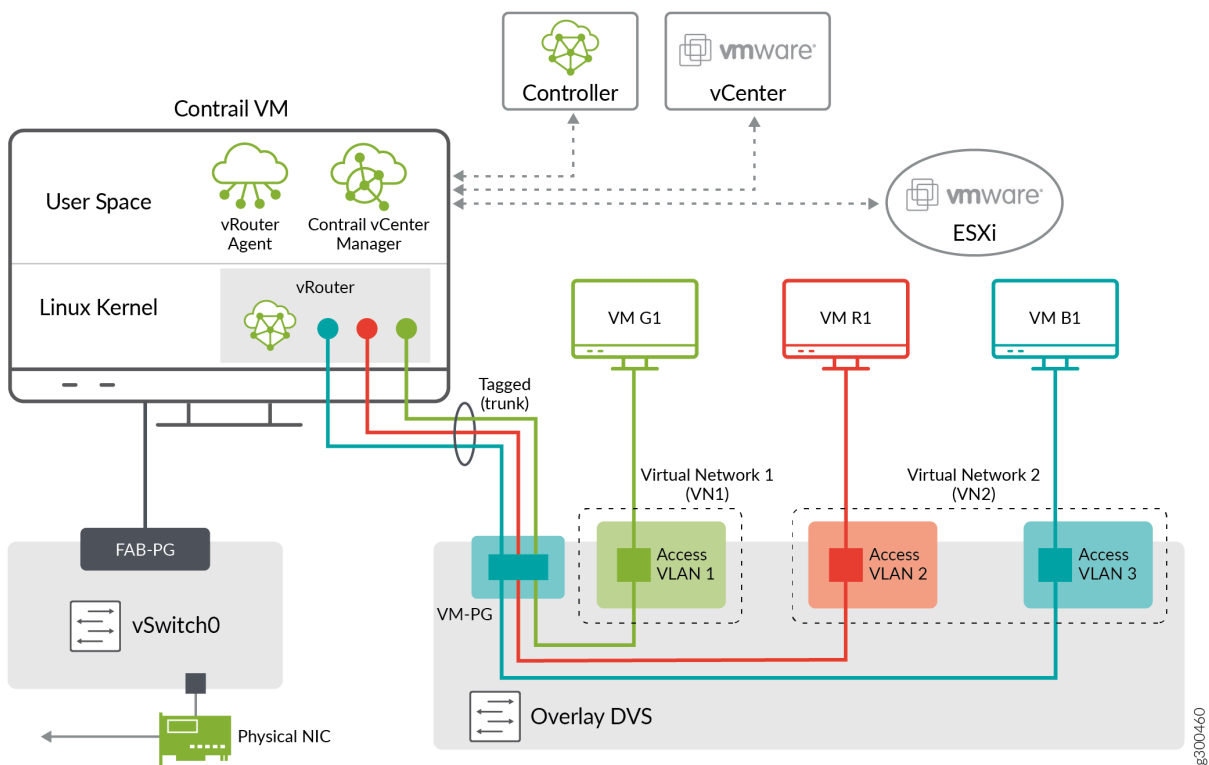 Controller
vmware®
vCenter
Contrail VM
User Space
vRouter
Agent
Contrail vCenter
Manager
vmware®
ESXi
Linux Kernel
vRouter
VM G1
VM R1
VM B1
Tagged
(trunk)
Virtual Network 1
(VN1)
Virtual Network 2
(VN2)
FAB-PG
Access
VLAN 1
Access
VLAN 2
Access
VLAN 3
VM-PG
vSwitch0
Overlay DVS
Physical NIC
g300460